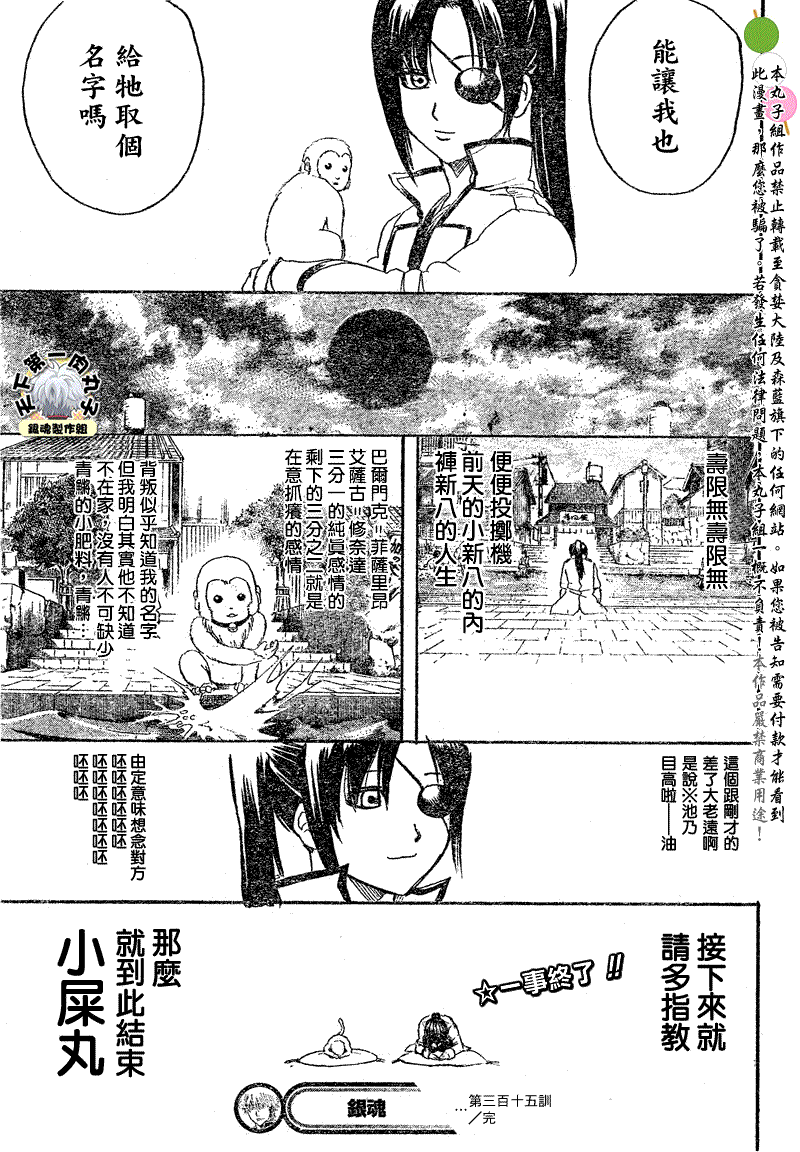 能讓我也
給牠取個
名字嗎
壽限無壽限無
便便投擲機
前天的小新八的內
褲新八的人生
巴爾門克=菲薩里昂
艾薩古=修奈達
三分一的純真感情的
剩下的三分之二就是
在意抓癢的感情
背叛似乎知道我的名字
但我明白其實他不知道
不在家…沒有人不可缺少
青鱗的小肥料，青鱗…
這個跟剛才的
差了大老遠啊
是說※池乃
目高啦——油
由定意味想念對方
呸呸呸呸呸呸
呸呸呸呸呸呸呸
呸呸呸
接下來就
請多指教
☆一事終了!!
那麼
就到此結束
小屎丸
銀魂
…第三百十五訓
／完
天下第一肉丸子
銀魂製作組
本丸子組作品禁止轉載至貪婪大陸及森藍旗下的任何網站。如果您被告知需要付款才能看到
此漫畫，那麼您被騙了。若發生任何法律問題，本丸子組一概不負責！本作品嚴禁商業用途！